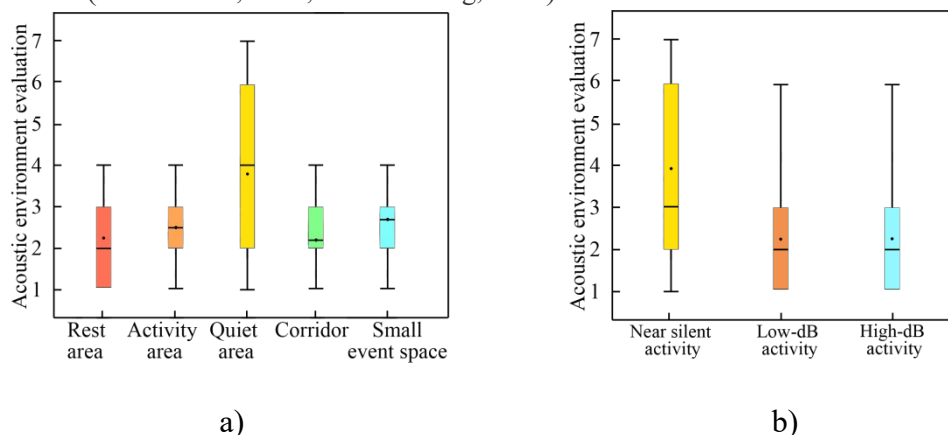 Acoustic environment evaluation
7
6
5
4
3
2
1
Rest area
Activity area
Quiet area
Corridor
Small event space
a)
Acoustic environment evaluation
7
6
5
4
3
2
1
Near silent activity
Low-dB activity
High-dB activity
b)